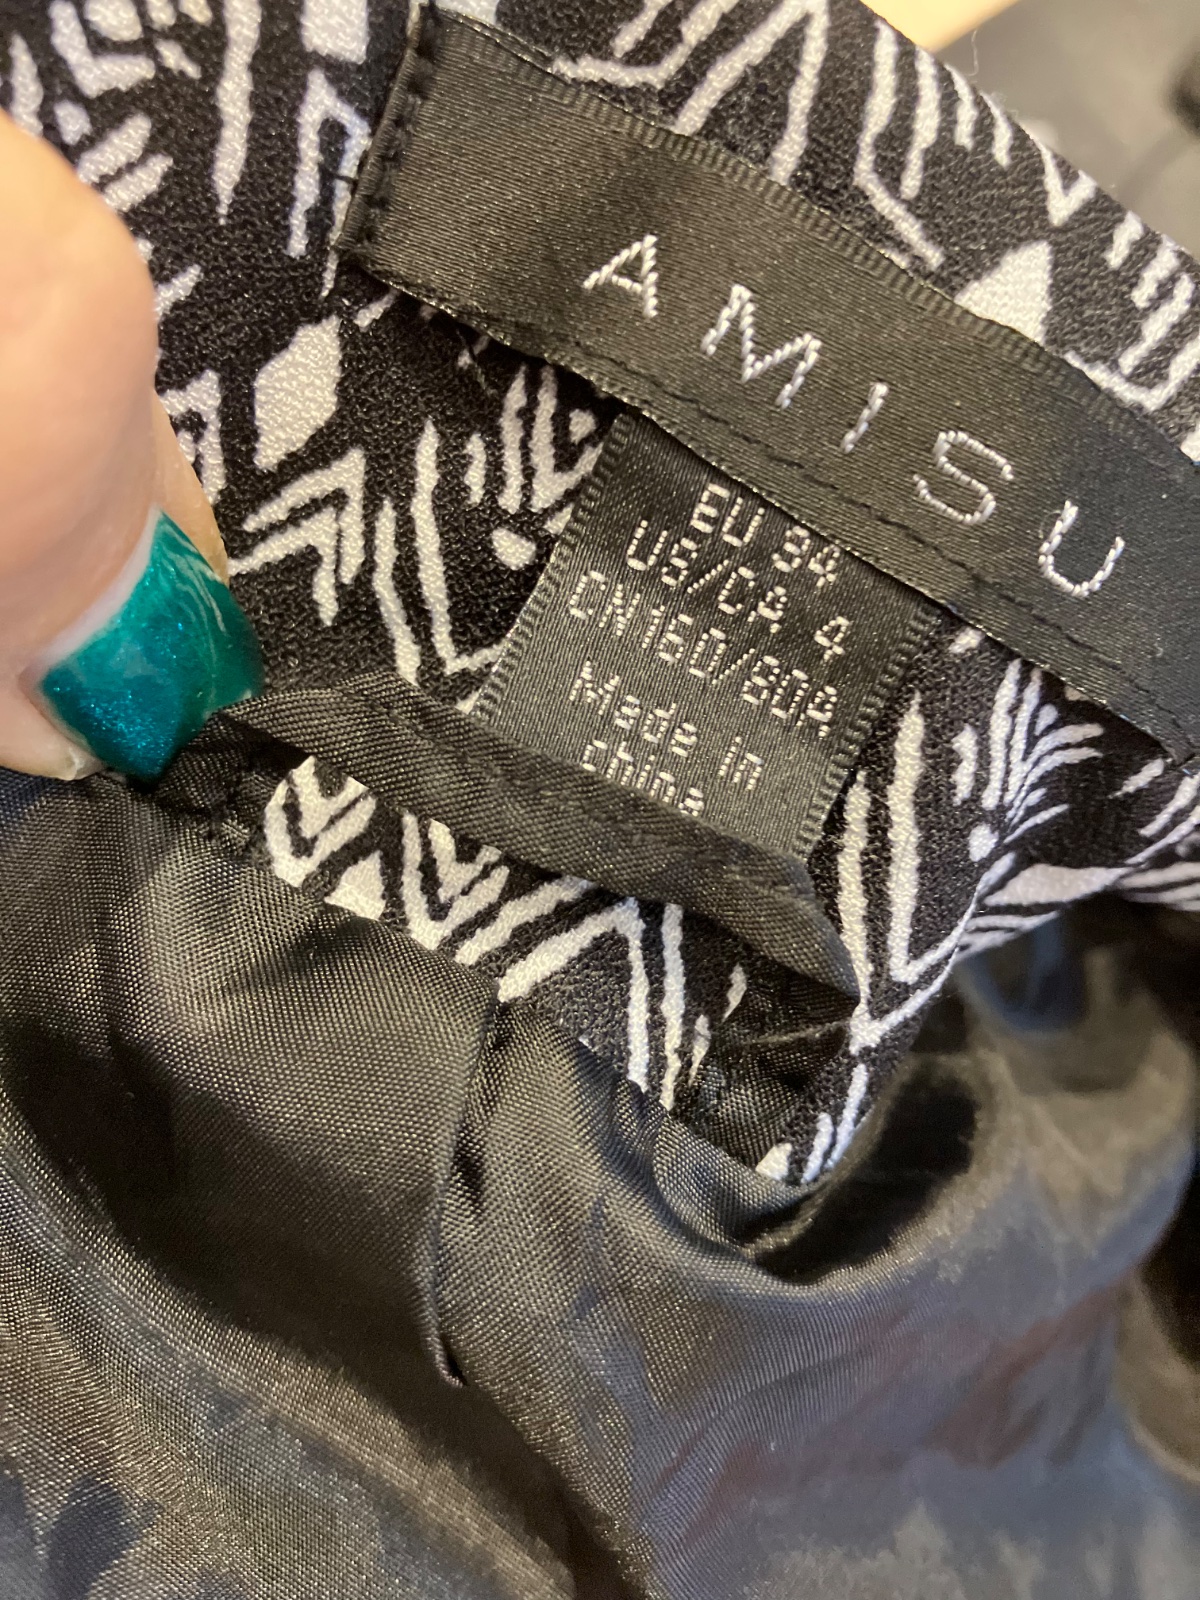 AMISU
EU 34
US/CA 4
CN160/80A
Made in
China